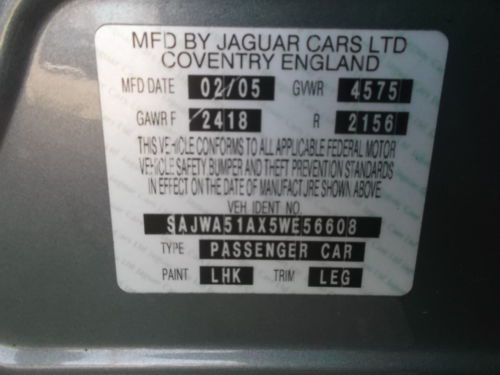 MFD BY JAGUAR CARS LTD
COVENTRY ENGLAND
MFD DATE 02/05 GVWR 4575
GAWR F 2418 R 2156
THIS VEHICLE CONFORMS TO ALL APPLICABLE FEDERAL MOTOR
VEHICLE SAFETY BUMPER AND THEFT PREVENTION STANDARDS
IN EFFECT ON THE DATE OF MANUFACTURE SHOWN ABOVE
VEH IDENT NO.
SAJWA51AX5WE56608
TYPE PASSENGER CAR
PAINT LHK TRIM LEG